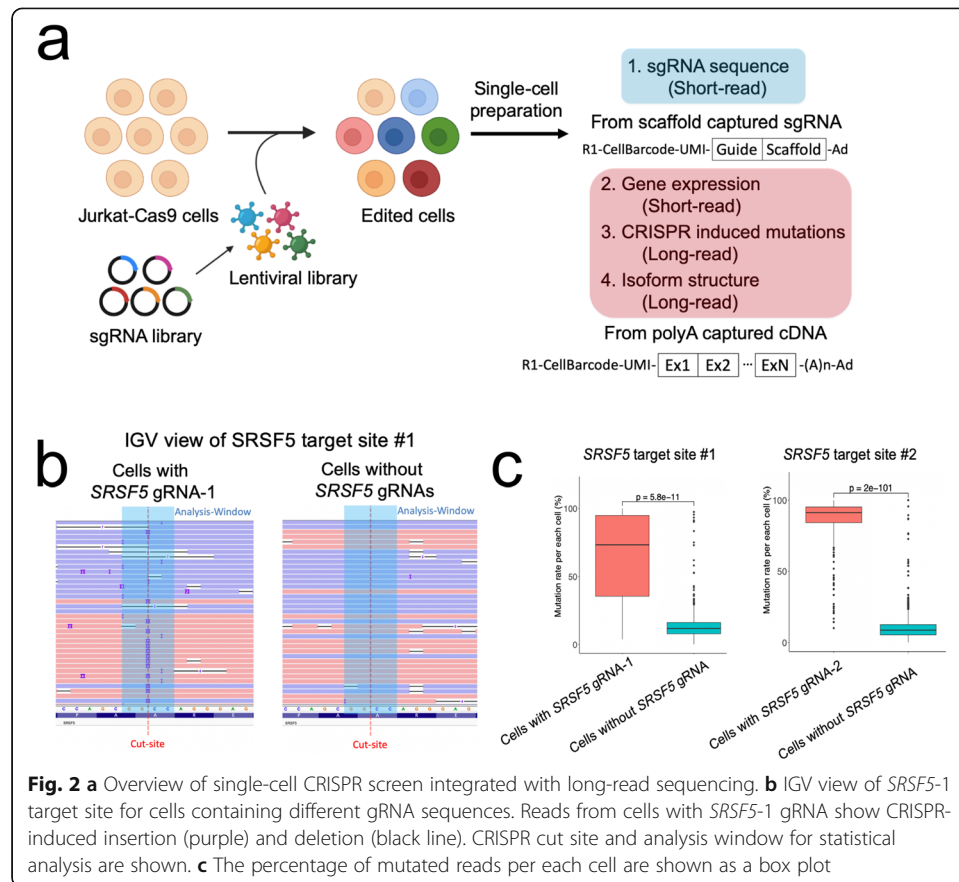 a
Jurkat-Cas9 cells
sgRNA library
Lentiviral library
Edited cells
Single-cell
preparation
1. sgRNA sequence
(Short-read)
From scaffold captured sgRNA
R1-CellBarcode-UMI- Guide Scaffold -Ad
2. Gene expression
(Short-read)
3. CRISPR induced mutations
(Long-read)
4. Isoform structure
(Long-read)
From polyA captured cDNA
R1-CellBarcode-UMI- Ex1 Ex2 ... ExN -(A)n-Ad
b
IGV view of SRSF5 target site #1
Cells with
SRSF5 gRNA-1
Analysis-Window
SRSF5
Cut-site
Cells without
SRSF5 gRNAs
Analysis-Window
SRSF5
Cut-site
c
SRSF5 target site #1
p = 5.8e-11
Mutation rate per each cell (%)
100
50
0
Cells with SRSF5 gRNA-1
Cells without SRSF5 gRNA
SRSF5 target site #2
p = 2e-101
Mutation rate per each cell (%)
100
50
0
Cells with SRSF5 gRNA-2
Cells without SRSF5 gRNA
Fig. 2 a Overview of single-cell CRISPR screen integrated with long-read sequencing. b IGV view of SRSF5-1
target site for cells containing different gRNA sequences. Reads from cells with SRSF5-1 gRNA show CRISPR-
induced insertion (purple) and deletion (black line). CRISPR cut site and analysis window for statistical
analysis are shown. c The percentage of mutated reads per each cell are shown as a box plot